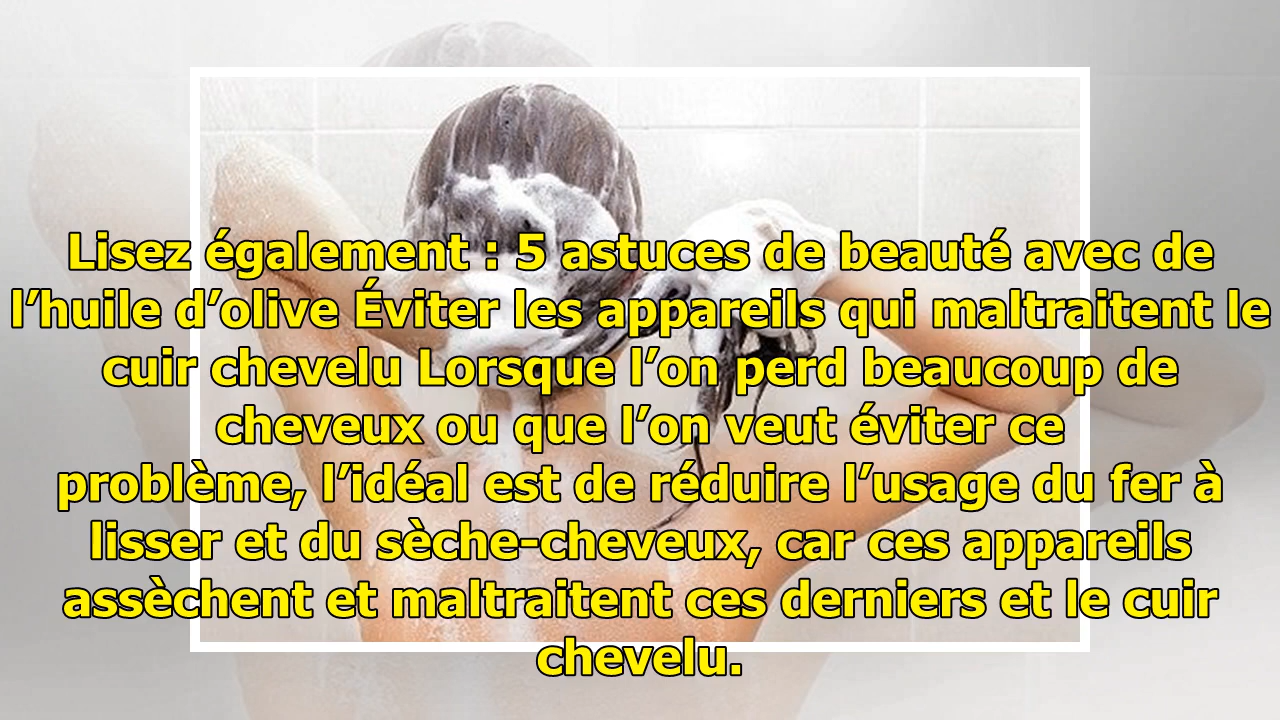 Lisez également : 5 astuces de beauté avec de
l’huile d’olive Éviter les appareils qui maltraitent le
cuir chevelu Lorsque l’on perd beaucoup de
cheveux ou que l’on veut éviter ce
problème, l’idéal est de réduire l’usage du fer à
lisser et du sèche-cheveux, car ces appareils
assèchent et maltraitent ces derniers et le cuir
chevelu.